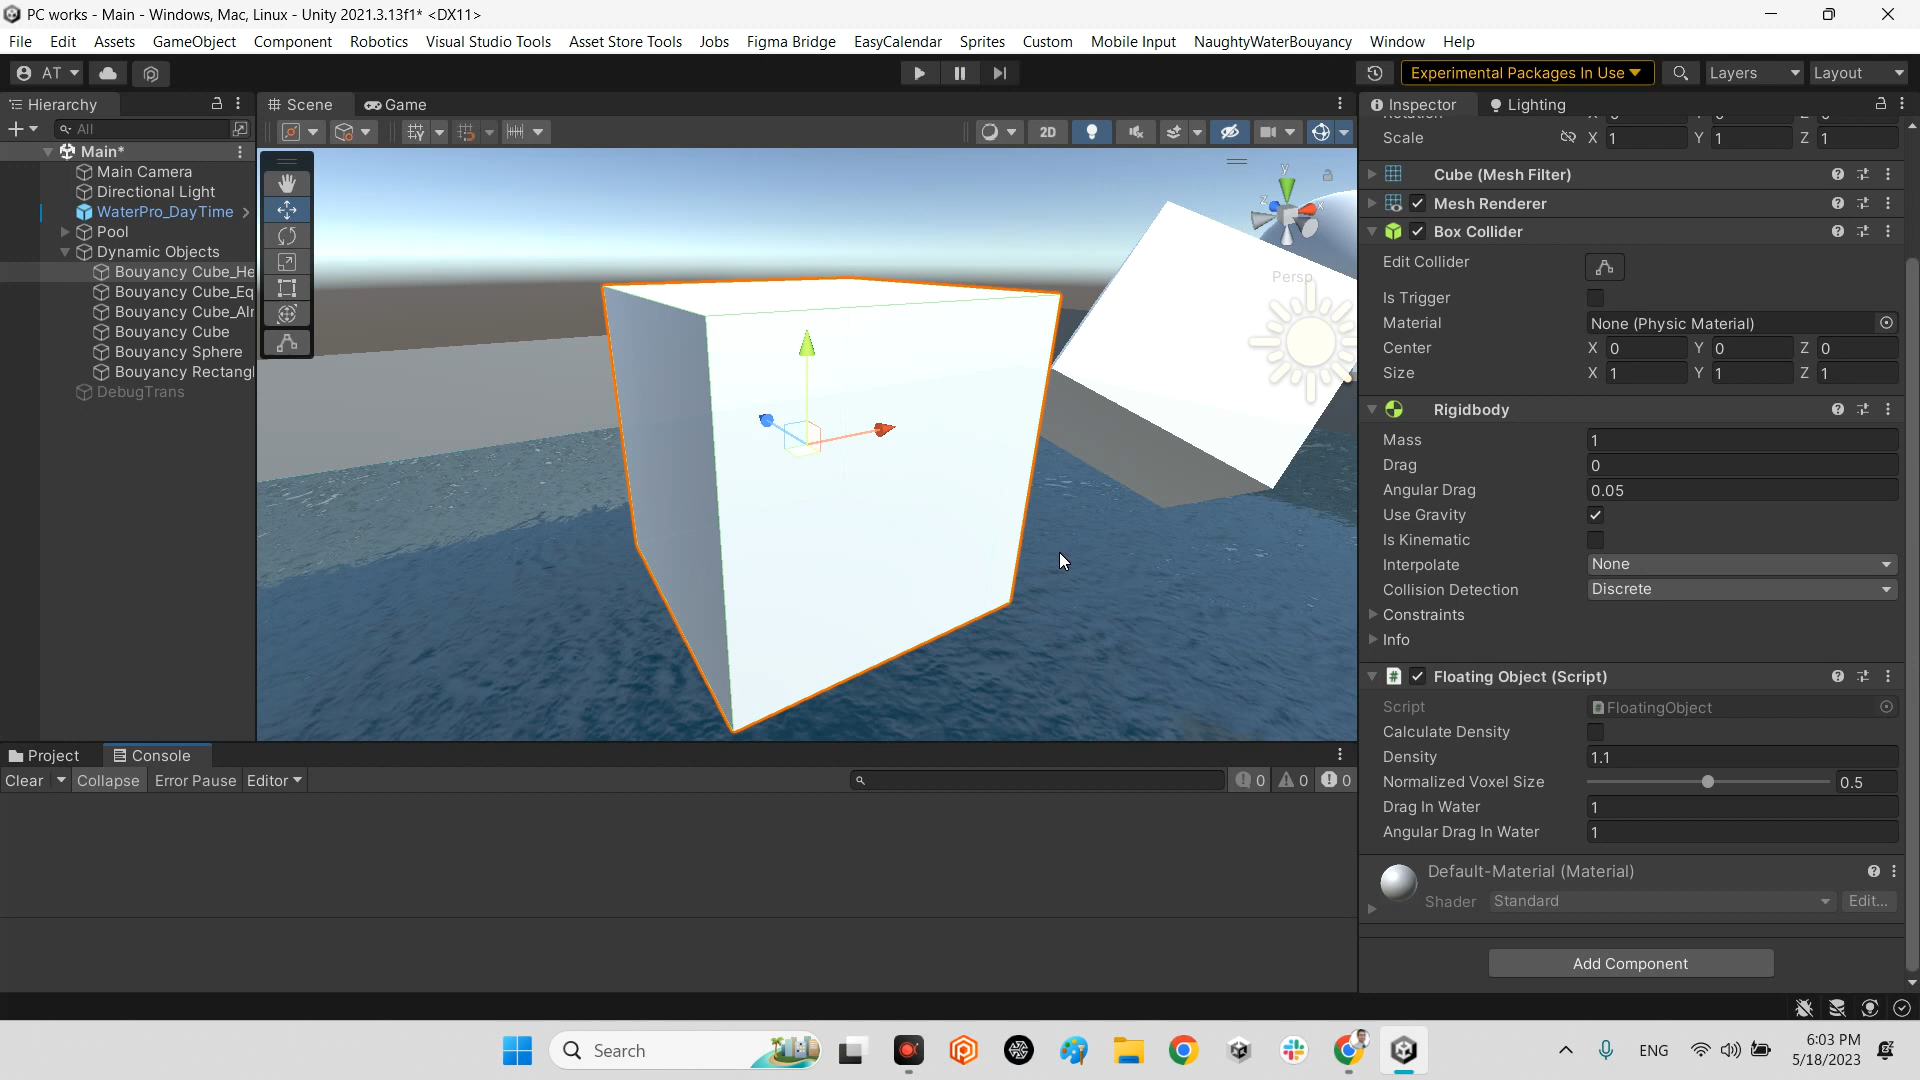 PC works - Main - Windows, Mac, Linux - Unity 2021.3.13f1* <DX11>
File Edit Assets GameObject Component Robotics Visual Studio Tools Asset Store Tools Jobs Figma Bridge EasyCalendar Sprites Custom Mobile Input NaughtyWaterBouyancy Window Help
AT Experimental Packages In Use Layers Layout
Hierarchy
All
Main*
Main Camera
Directional Light
WaterPro_DayTime
Pool
Dynamic Objects
Bouyancy Cube_He
Bouyancy Cube_Eq
Bouyancy Cube_Alr
Bouyancy Cube
Bouyancy Sphere
Bouyancy Rectangl
DebugTrans
Scene Game
2D
y
z x
Persp
Inspector Lighting
Scale X 1 Y 1 Z 1
Cube (Mesh Filter)
Mesh Renderer
Box Collider
Edit Collider
Is Trigger
Material None (Physic Material)
Center X 0 Y 0 Z 0
Size X 1 Y 1 Z 1
Rigidbody
Mass 1
Drag 0
Angular Drag 0.05
Use Gravity
Is Kinematic
Interpolate None
Collision Detection Discrete
Constraints
Info
Floating Object (Script)
Script FloatingObject
Calculate Density
Density 1.1
Normalized Voxel Size 0.5
Drag In Water 1
Angular Drag In Water 1
Default-Material (Material)
Shader Standard Edit...
Add Component
Project Console
Clear Collapse Error Pause Editor 0 0 0
Search
ENG
6:03 PM
5/18/2023